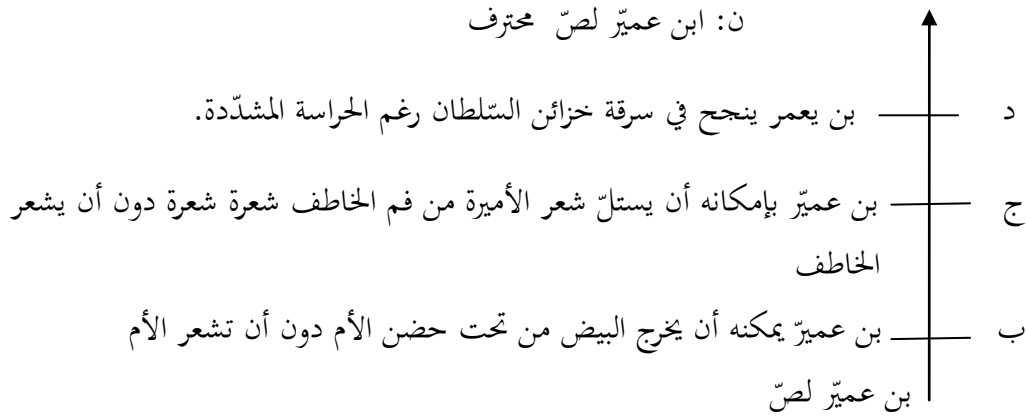 ن: ابن عميّر لصّ محترف
د بن يعمر ينجح في سرقة خزائن السّلطان رغم الحراسة المشدّدة.
ج بن عميّر بإمكانه أن يستلّ شعر الأميرة من فم الخاطف شعرة شعرة دون أن يشعر
الخاطف
ب بن عميرّ يمكنه أن يخرج البيض من تحت حضن الأم دون أن تشعر الأم
بن عميّر لصّ